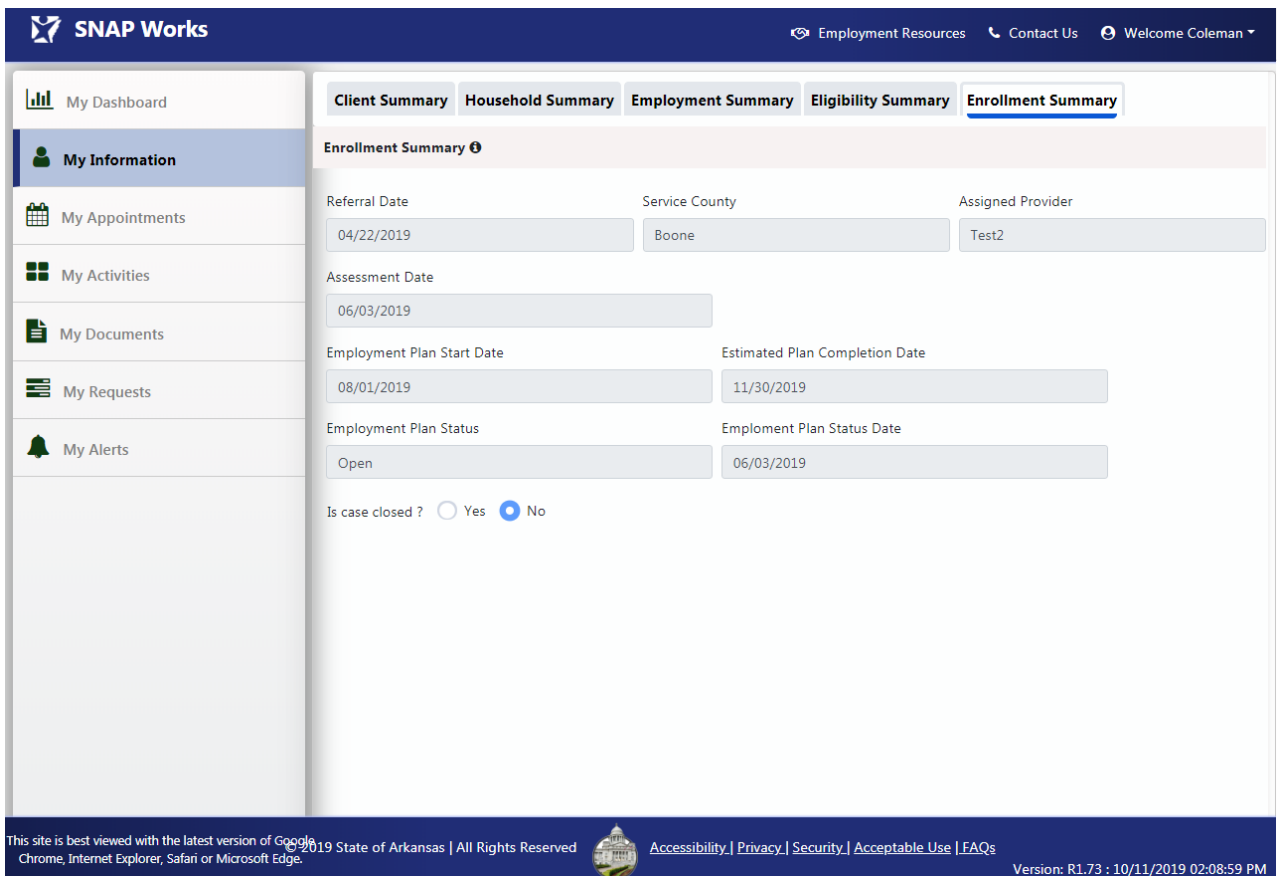 SNAP Works
Employment Resources Contact Us Welcome Coleman
My Dashboard
My Information
My Appointments
My Activities
My Documents
My Requests
My Alerts
Client Summary Household Summary Employment Summary Eligibility Summary Enrollment Summary
Enrollment Summary
Referral Date Service County Assigned Provider
04/22/2019 Boone Test2
Assessment Date
06/03/2019
Employment Plan Start Date Estimated Plan Completion Date
08/01/2019 11/30/2019
Employment Plan Status Emploment Plan Status Date
Open 06/03/2019
Is case closed ? Yes No
This site is best viewed with the latest version of Google
Chrome, Internet Explorer, Safari or Microsoft Edge.
© 2019 State of Arkansas | All Rights Reserved
Accessibility | Privacy | Security | Acceptable Use | FAQs
Version: R1.73 : 10/11/2019 02:08:59 PM